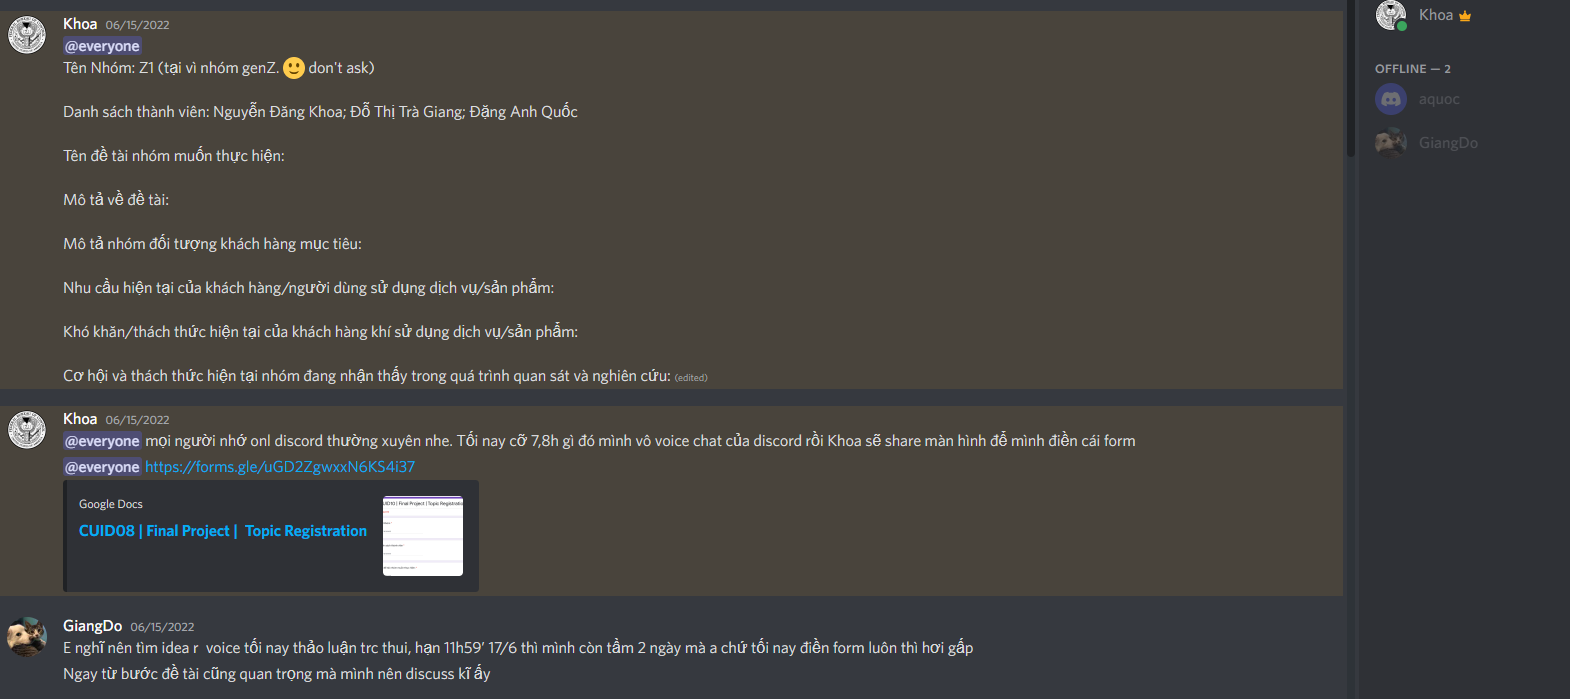 Khoa 06/15/2022
@everyone
Tên Nhóm: Z1 (tại vì nhóm genZ. 🙂 don't ask)
Danh sách thành viên: Nguyễn Đăng Khoa; Đỗ Thị Trà Giang; Đặng Anh Quốc
Tên đề tài nhóm muốn thực hiện:
Mô tả về đề tài:
Mô tả nhóm đối tượng khách hàng mục tiêu:
Nhu cầu hiện tại của khách hàng/người dùng sử dụng dịch vụ/sản phẩm:
Khó khăn/thách thức hiện tại của khách hàng khí sử dụng dịch vụ/sản phẩm:
Cơ hội và thách thức hiện tại nhóm đang nhận thấy trong quá trình quan sát và nghiên cứu: (edited)
Khoa 06/15/2022
@everyone mọi người nhớ onl discord thường xuyên nhe. Tối nay cỡ 7,8h gì đó mình vô voice chat của discord rồi Khoa sẽ share màn hình để mình điền cái form
@everyone https://forms.gle/uGD2ZgwxxN6KS4i37
Google Docs
CUID08 | Final Project | Topic Registration
GiangDo 06/15/2022
E nghĩ nên tìm idea r voice tối nay thảo luận trc thui, hạn 11h59' 17/6 thì mình còn tầm 2 ngày mà a chứ tối nay điền form luôn thì hơi gấp
Ngay từ bước đề tài cũng quan trọng mà mình nên discuss kĩ ấy
Khoa
OFFLINE — 2
aquoc
GiangDo